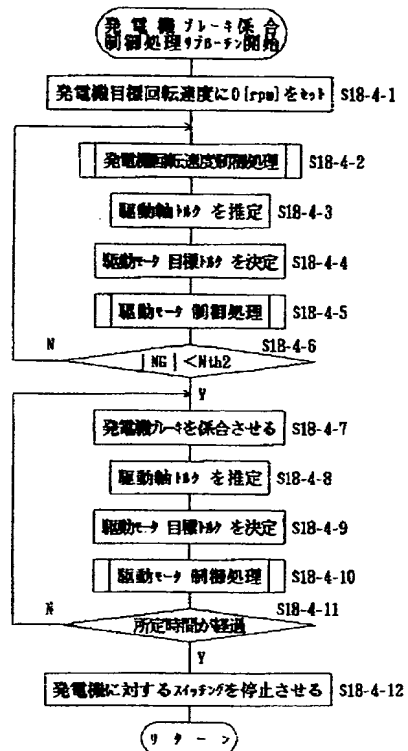 発電機ブレーキ係合
制御処理サブルーチン開始
発電機目標回転速度に0[rpm]をセット S18-4-1
発電機回転速度制御処理 S18-4-2
駆動軸トルク を推定 S18-4-3
駆動モータ 目標トルク を決定 S18-4-4
駆動モータ 制御処理 S18-4-5
N |NG|<Nth2 S18-4-6
Y
発電機ブレーキを係合させる S18-4-7
駆動軸トルク を推定 S18-4-8
駆動モータ 目標トルク を決定 S18-4-9
駆動モータ 制御処理 S18-4-10
N 所定時間が経過 S18-4-11
Y
発電機に対するスイッチングを停止させる S18-4-12
リターン